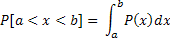 P[a < x < b] = ∫_a^b P(x) dx